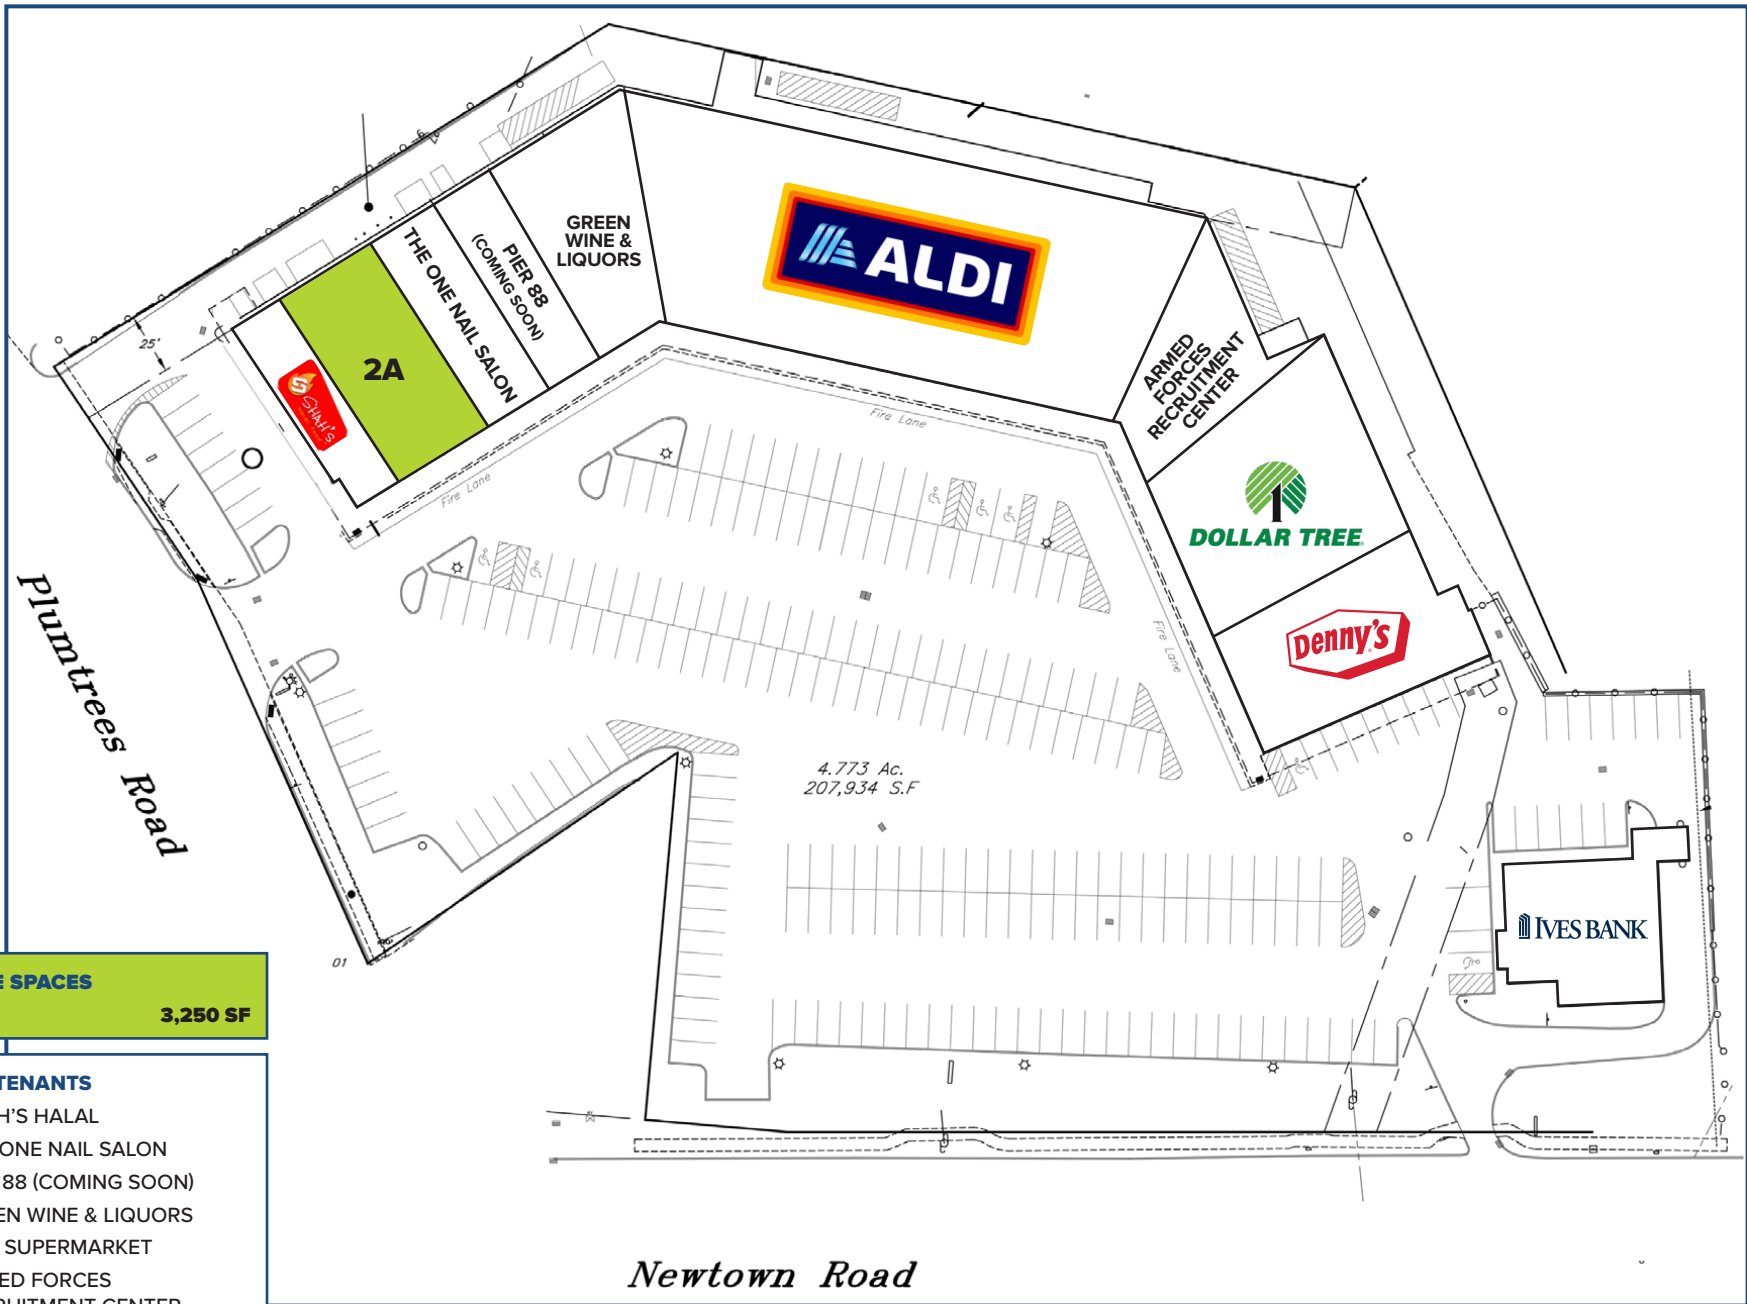 GREEN
WINE &
LIQUORS
PIER 88
(COMING SOON)
THE ONE NAIL SALON
2A
SHAH'S
25'
ALDI
ARMED
FORCES
RECRUITMENT
CENTER
DOLLAR TREE
Denny's
Fire Lane
Fire Lane
Fire Lane
4.773 Ac.
207,934 S.F
IVES BANK
Plumtrees Road
01
Newtown Road
E SPACES
3,250 SF
TENANTS
H'S HALAL
ONE NAIL SALON
88 (COMING SOON)
EN WINE & LIQUORS
SUPERMARKET
ED FORCES
RUITMENT CENTER